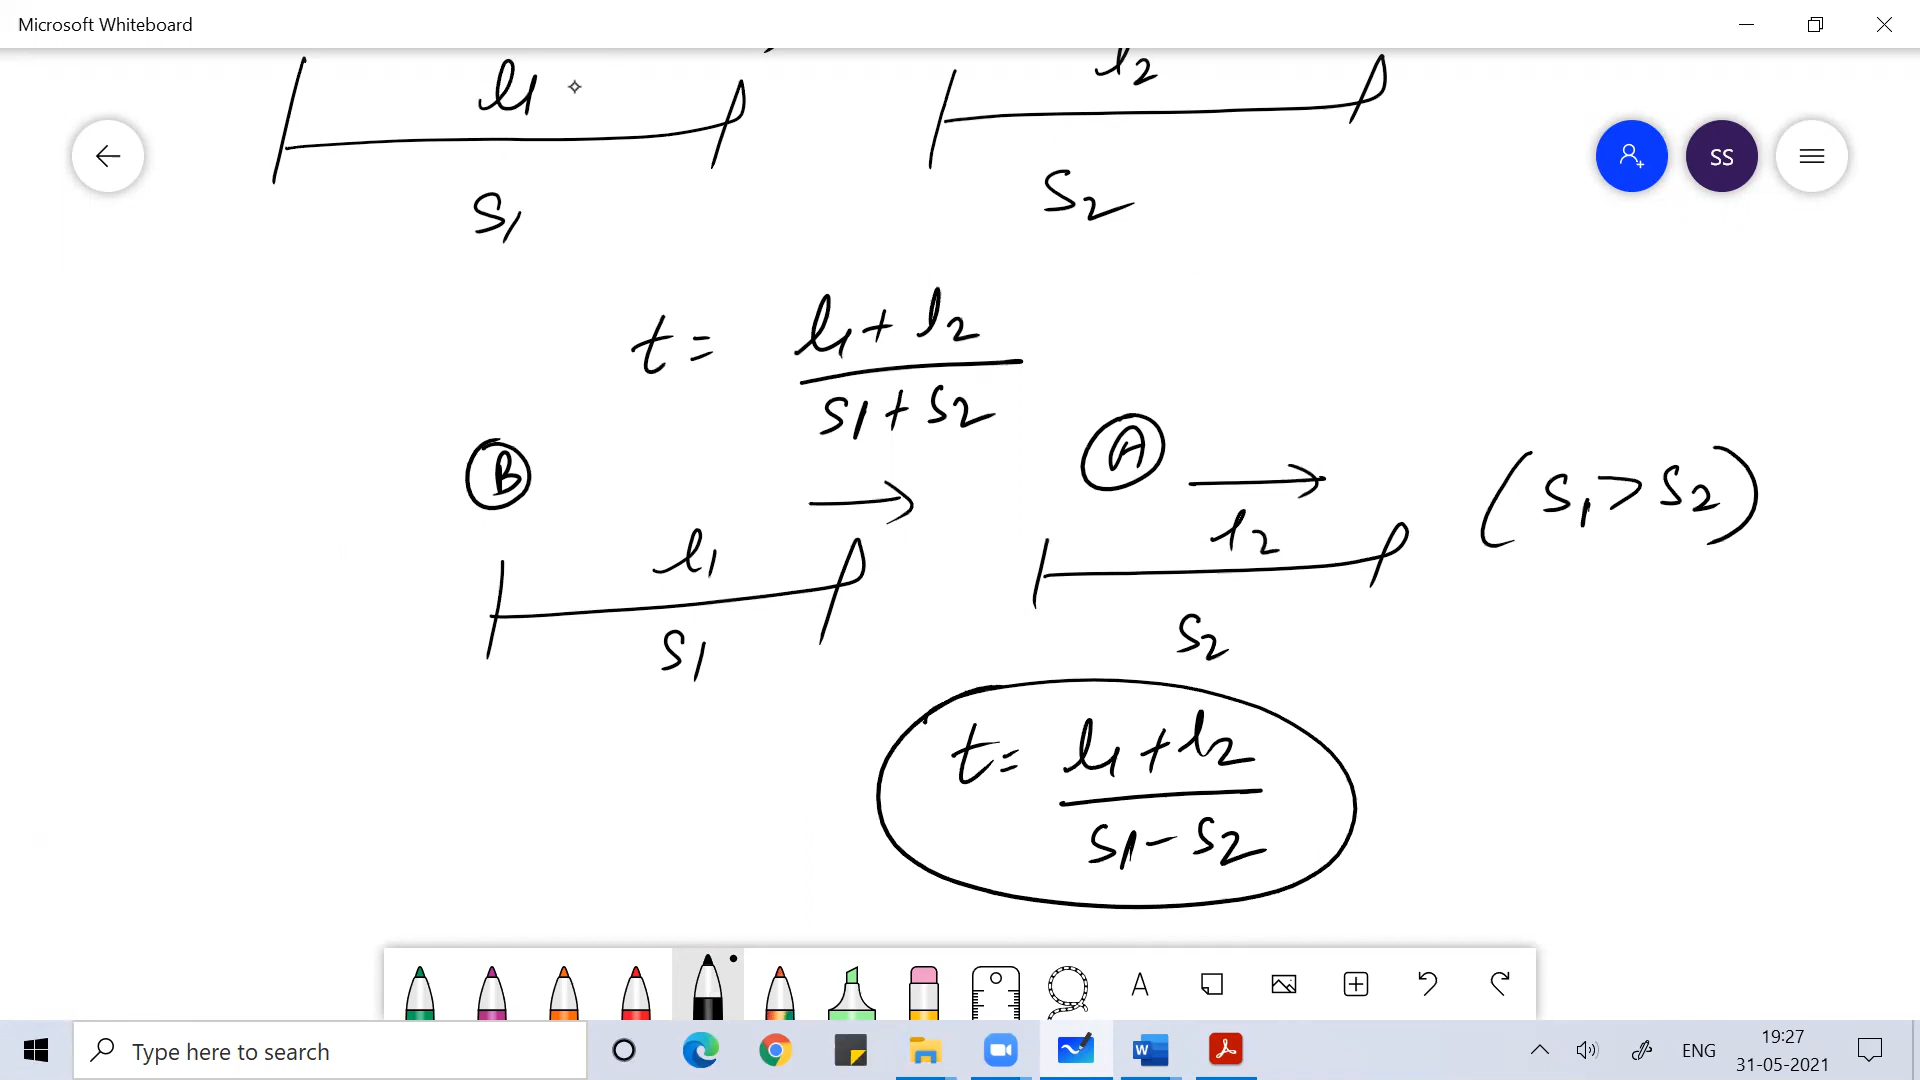 Microsoft Whiteboard
l1
l2
S1
S2
SS
t = l1 + l2
S1 + S2
B
A
(S1 > S2)
l1
l2
S1
S2
t = l1 + l2
S1 - S2
A
Type here to search
W
ENG
19:27
31-05-2021